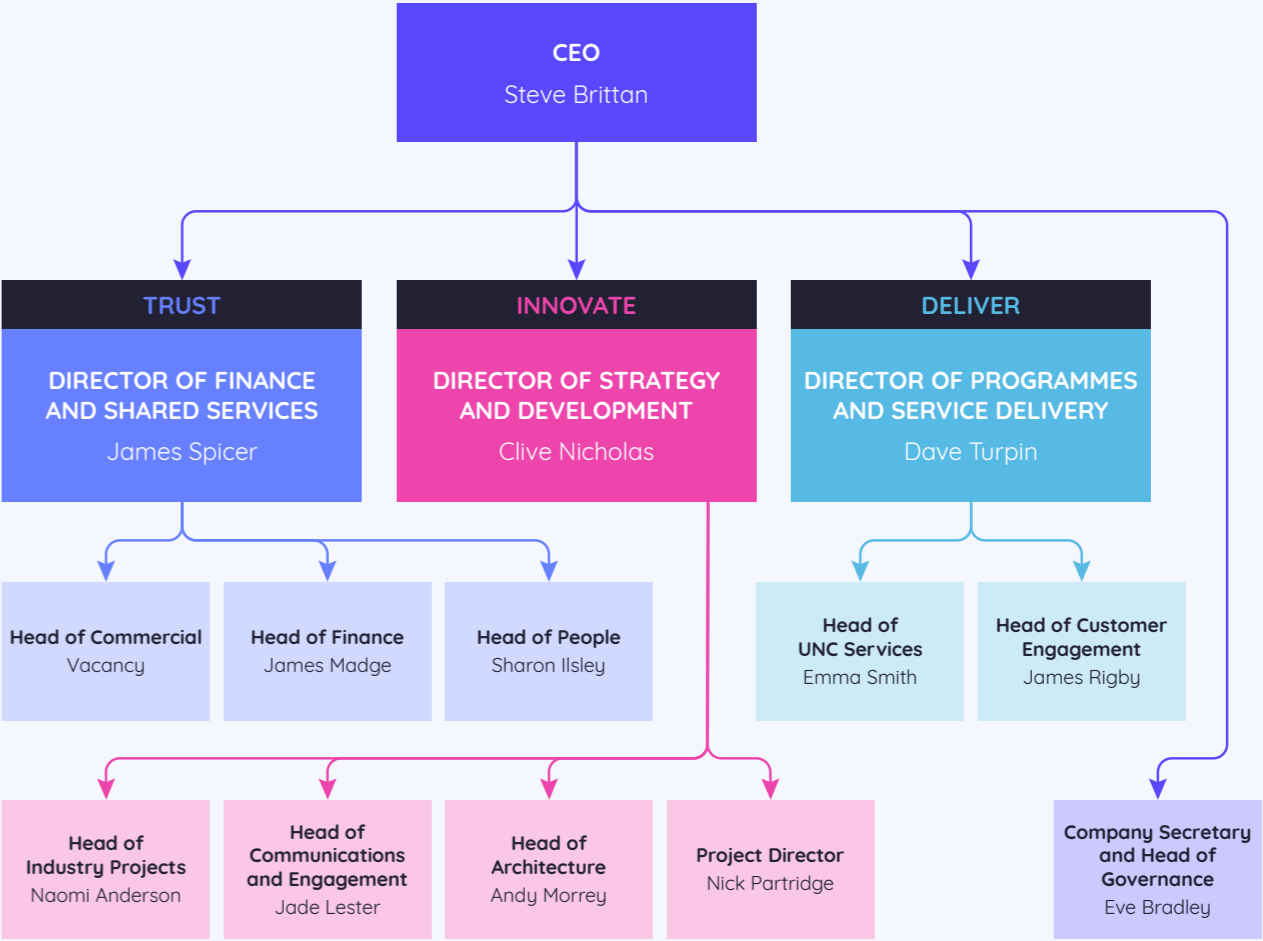 CEO
Steve Brittan
TRUST
DIRECTOR OF FINANCE
AND SHARED SERVICES
James Spicer
INNOVATE
DIRECTOR OF STRATEGY
AND DEVELOPMENT
Clive Nicholas
DELIVER
DIRECTOR OF PROGRAMMES
AND SERVICE DELIVERY
Dave Turpin
Head of Commercial
Vacancy
Head of Finance
James Madge
Head of People
Sharon Ilsley
Head of
UNC Services
Emma Smith
Head of Customer
Engagement
James Rigby
Head of
Industry Projects
Naomi Anderson
Head of
Communications
and Engagement
Jade Lester
Head of
Architecture
Andy Morrey
Project Director
Nick Partridge
Company Secretary
and Head of
Governance
Eve Bradley